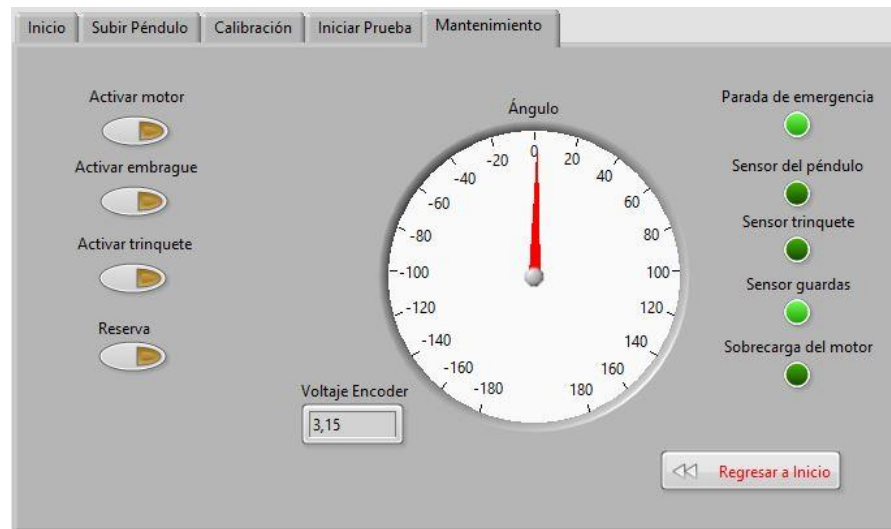 Inicio
Subir Péndulo
Calibración
Iniciar Prueba
Mantenimiento
Activar motor
Activar embrague
Activar trinquete
Reserva
Ángulo
-180
-160
-140
-120
-100
-80
-60
-40
-20
0
20
40
60
80
100
120
140
160
180
Voltaje Encoder
3,15
Parada de emergencia
Sensor del péndulo
Sensor trinquete
Sensor guardas
Sobrecarga del motor
Regresar a Inicio